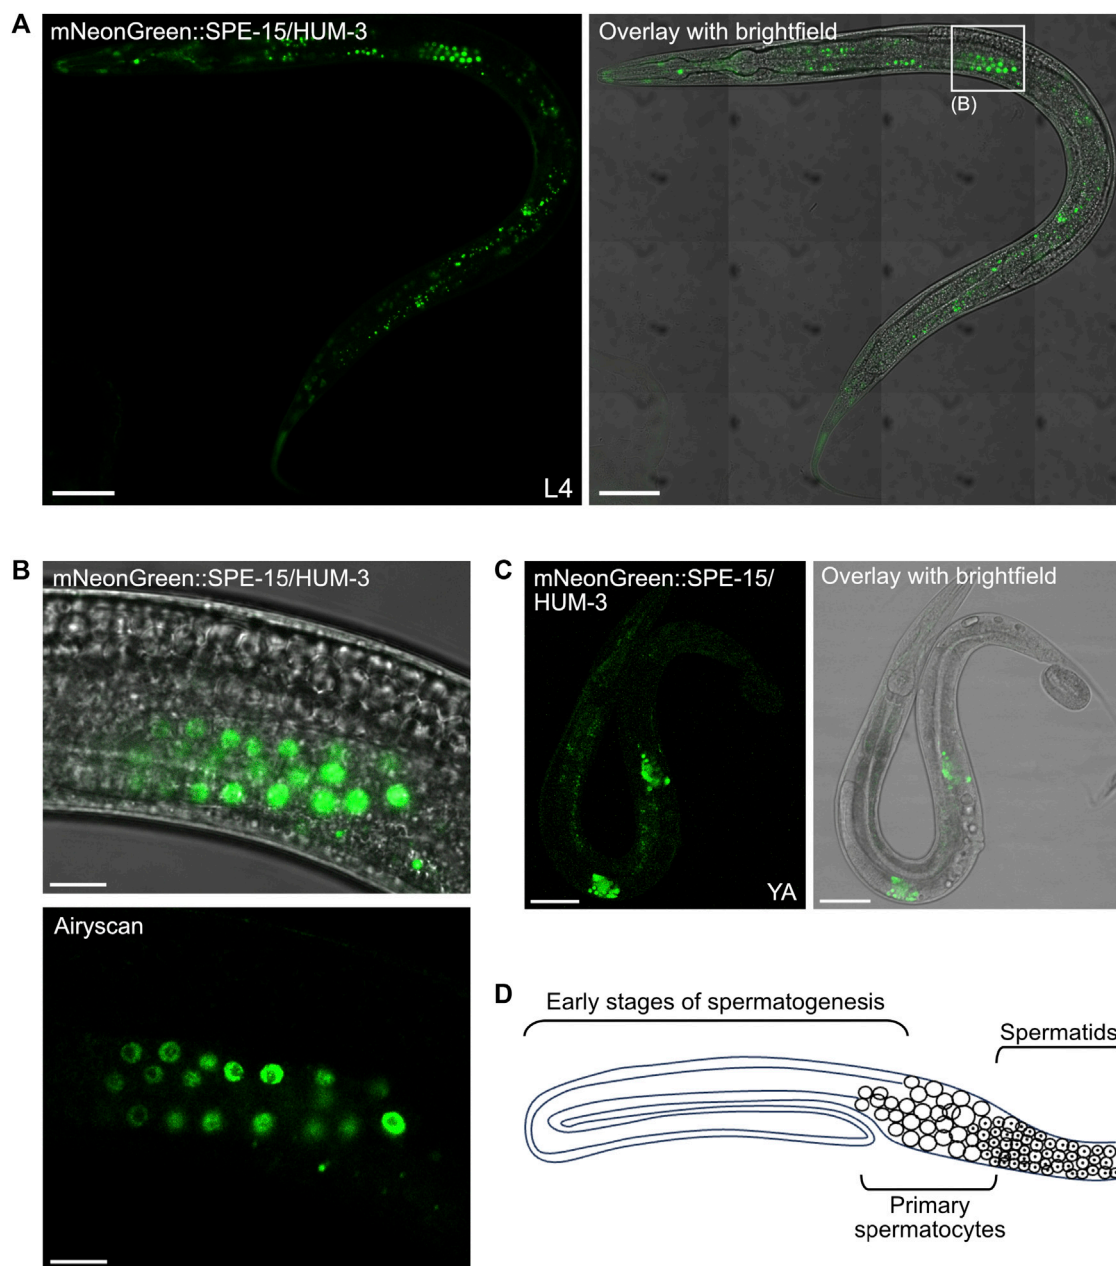 A
mNeonGreen::SPE-15/HUM-3
Overlay with brightfield
(B)
L4
B
mNeonGreen::SPE-15/HUM-3
Airyscan
C
mNeonGreen::SPE-15/
HUM-3
Overlay with brightfield
YA
D
Early stages of spermatogenesis
Spermatids
Primary
spermatocytes